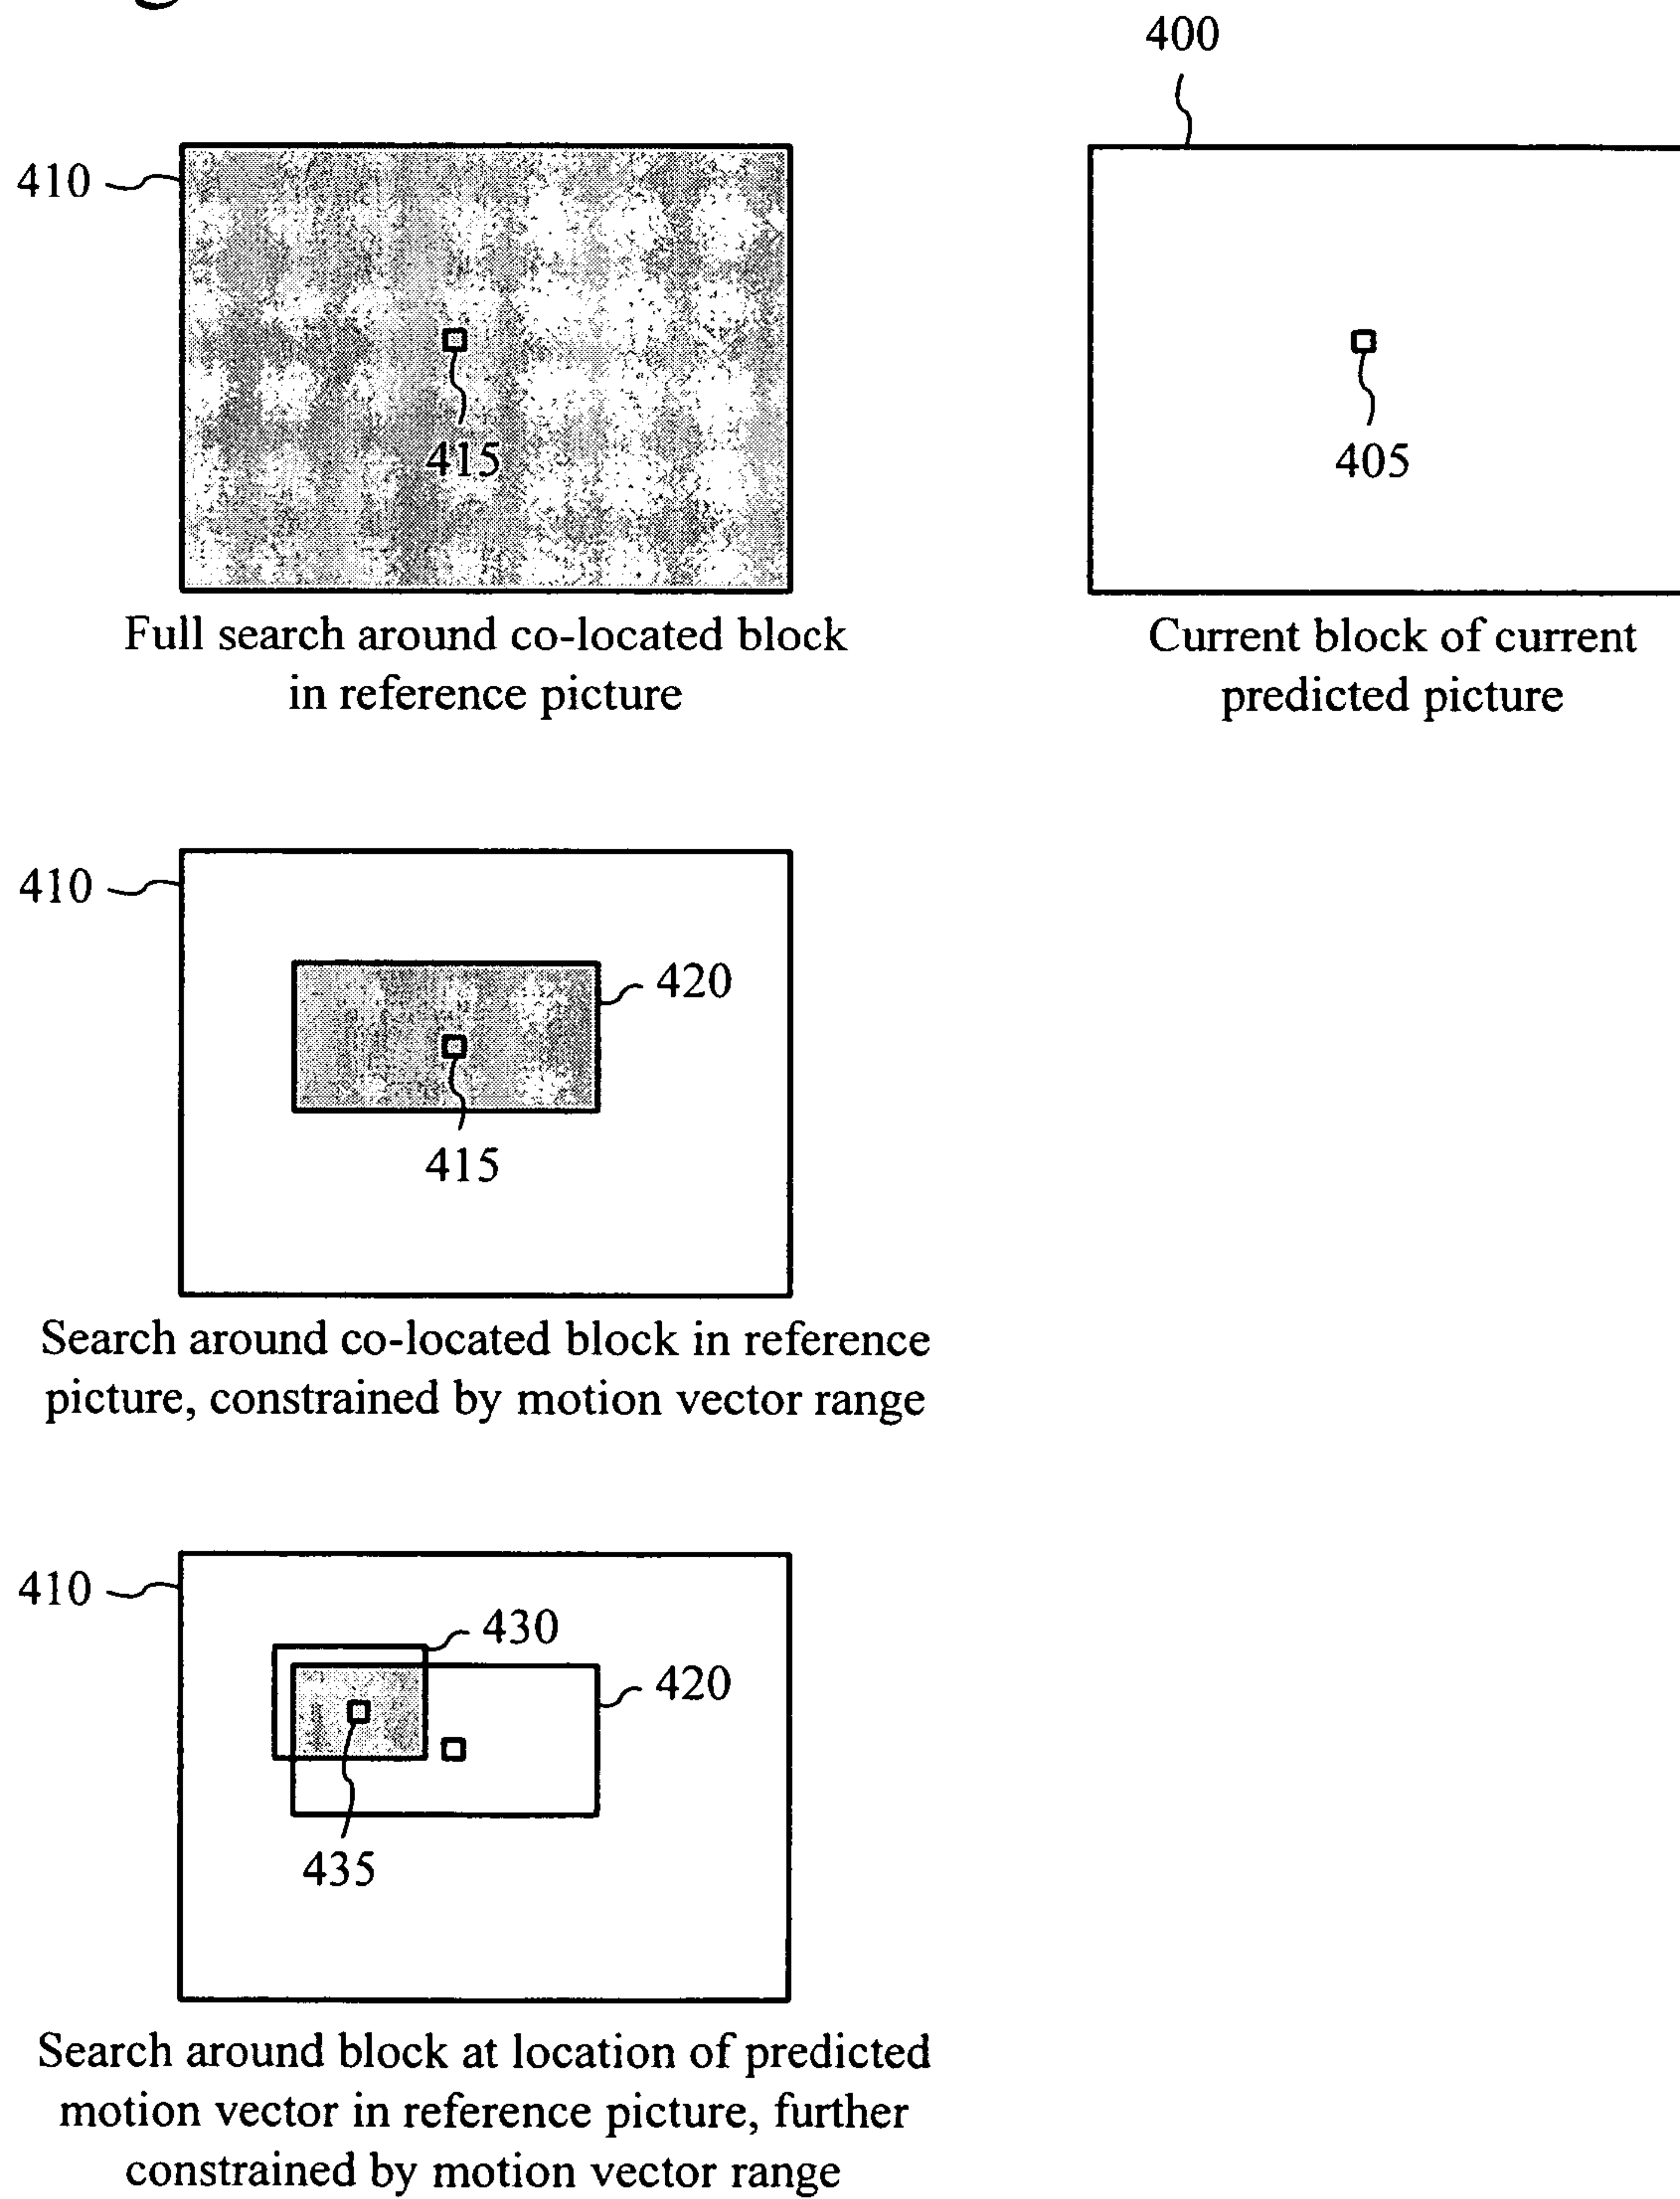 400
410
415
405
Full search around co-located block
in reference picture
Current block of current
predicted picture
410
420
415
Search around co-located block in reference
picture, constrained by motion vector range
410
430
420
435
Search around block at location of predicted
motion vector in reference picture, further
constrained by motion vector range